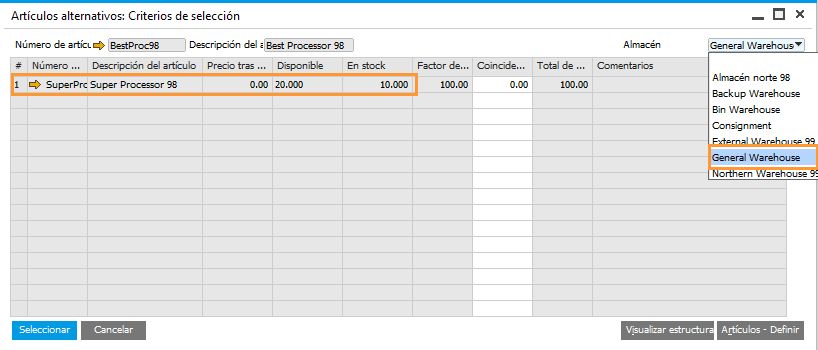 Artículos alternativos: Criterios de selección
Número de artícu BestProc98 Descripción del a Best Processor 98 Almacén General Warehous
# Número ... Descripción del artículo Precio tras ... Disponible En stock Factor de... Coincide... Total de ... Comentarios
1 SuperPro Super Processor 98 0.00 20.000 10.000 100.00 0.00 100.00
Almacén norte 98
Backup Warehouse
Bin Warehouse
Consignment
External Warehouse 99
General Warehouse
Northern Warehouse 99
Seleccionar Cancelar Visualizar estructura Artículos - Definir